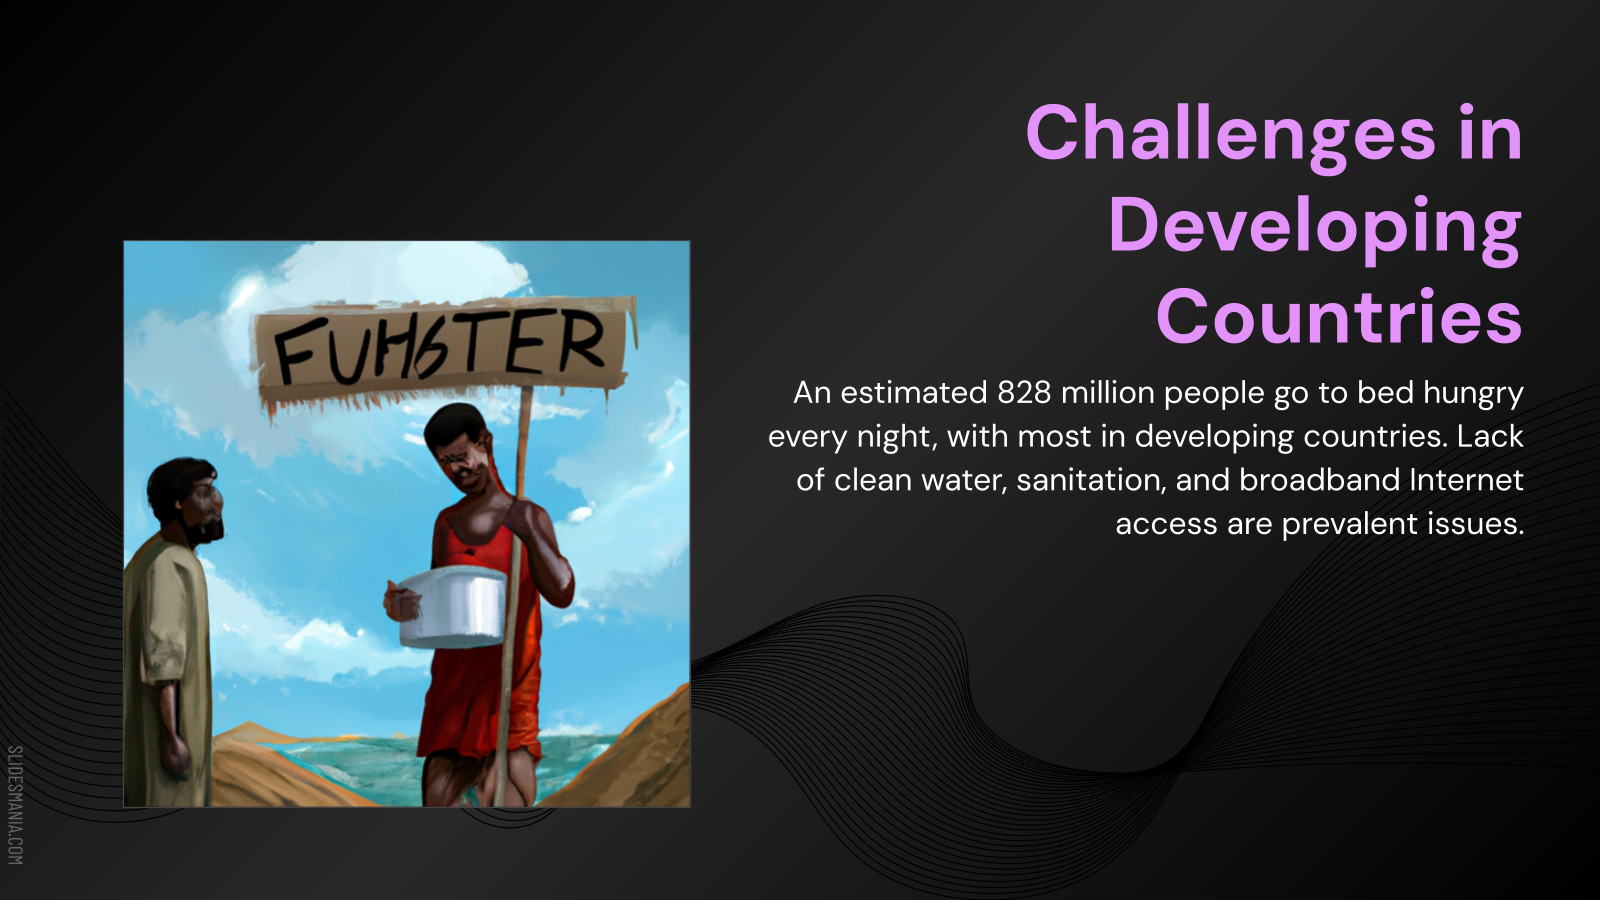 Challenges in
Developing
Countries
An estimated 828 million people go to bed hungry
every night, with most in developing countries. Lack
of clean water, sanitation, and broadband Internet
access are prevalent issues.
FUHSTER
SLIDESMANIA.COM